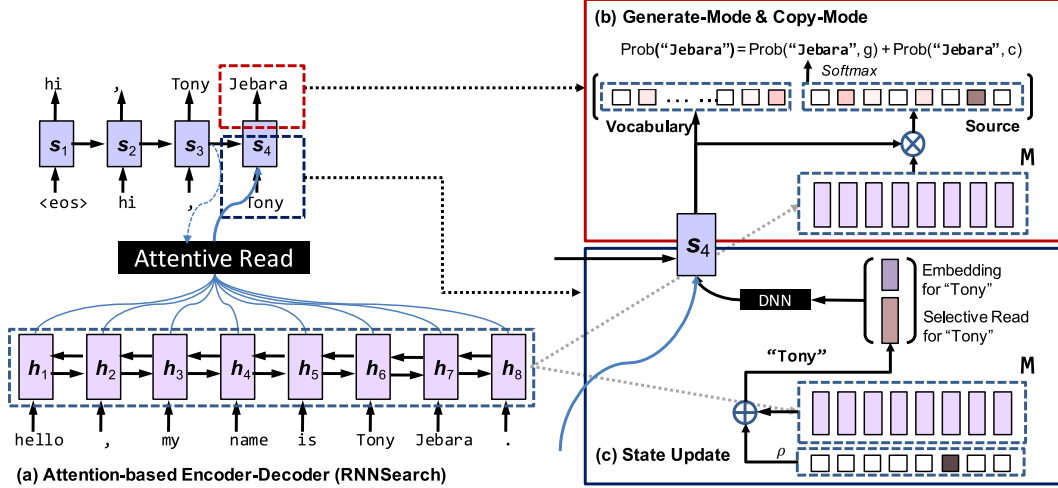 hi , Tony Jebara
s1 s2 s3 s4
<eos> hi , Tony
Attentive Read
h1 h2 h3 h4 h5 h6 h7 h8
hello , my name is Tony Jebara .
(a) Attention-based Encoder-Decoder (RNNSearch)
(b) Generate-Mode & Copy-Mode
Prob("Jebara") = Prob("Jebara", g) + Prob("Jebara", c)
Softmax
... ...
Vocabulary
Source
M
s4
DNN
Embedding
for "Tony"
Selective Read
for "Tony"
"Tony"
M
ρ
(c) State Update